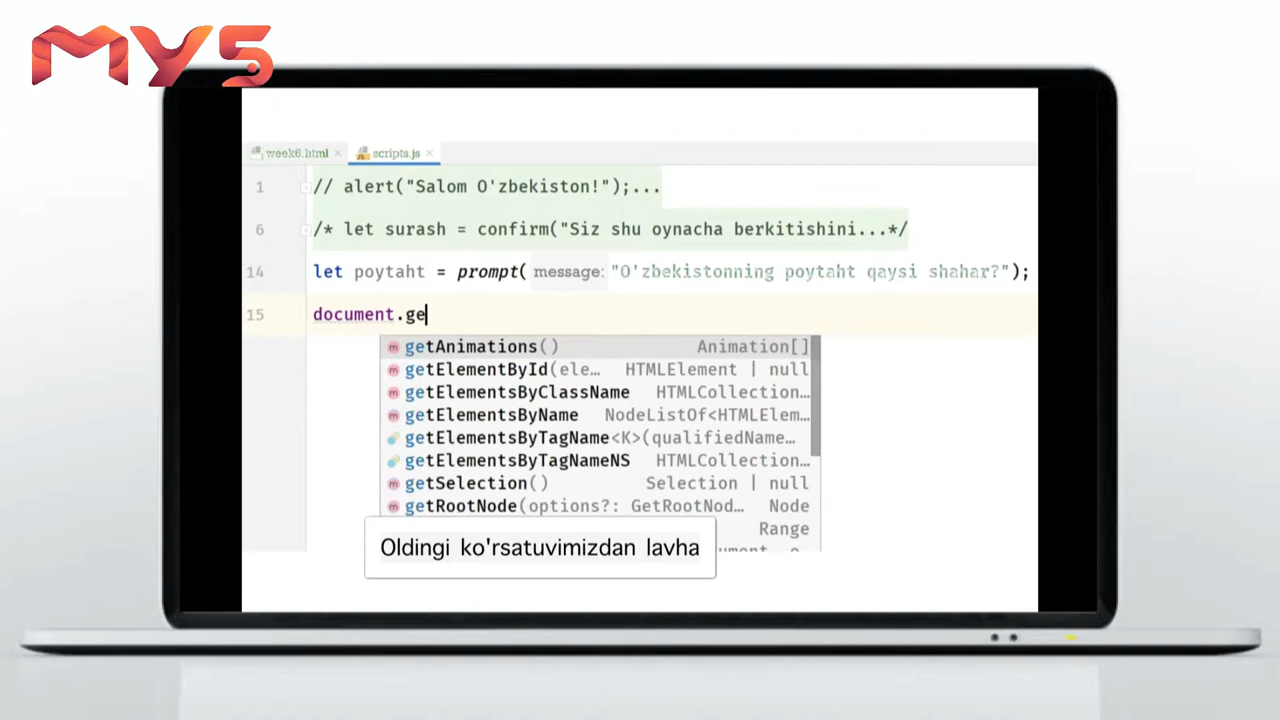 MY5
week6.html
scripts.js
1 // alert("Salom O'zbekiston!");...
6 /* let surash = confirm("Siz shu oynacha berkitishini...*/
14 let poytaht = prompt( message: "O'zbekistonning poytaht qaysi shahar?");
15 document.ge
m getAnimations() Animation[]
m getElementById(ele… HTMLElement | null
m getElementsByClassName HTMLCollection…
m getElementsByName NodeListOf<HTMLElem…
getElementsByTagName<K>(qualifiedName…
getElementsByTagNameNS HTMLCollection…
m getSelection() Selection | null
m getRootNode(options?: GetRootNod… Node
Range
Oldingi ko'rsatuvimizdan lavha